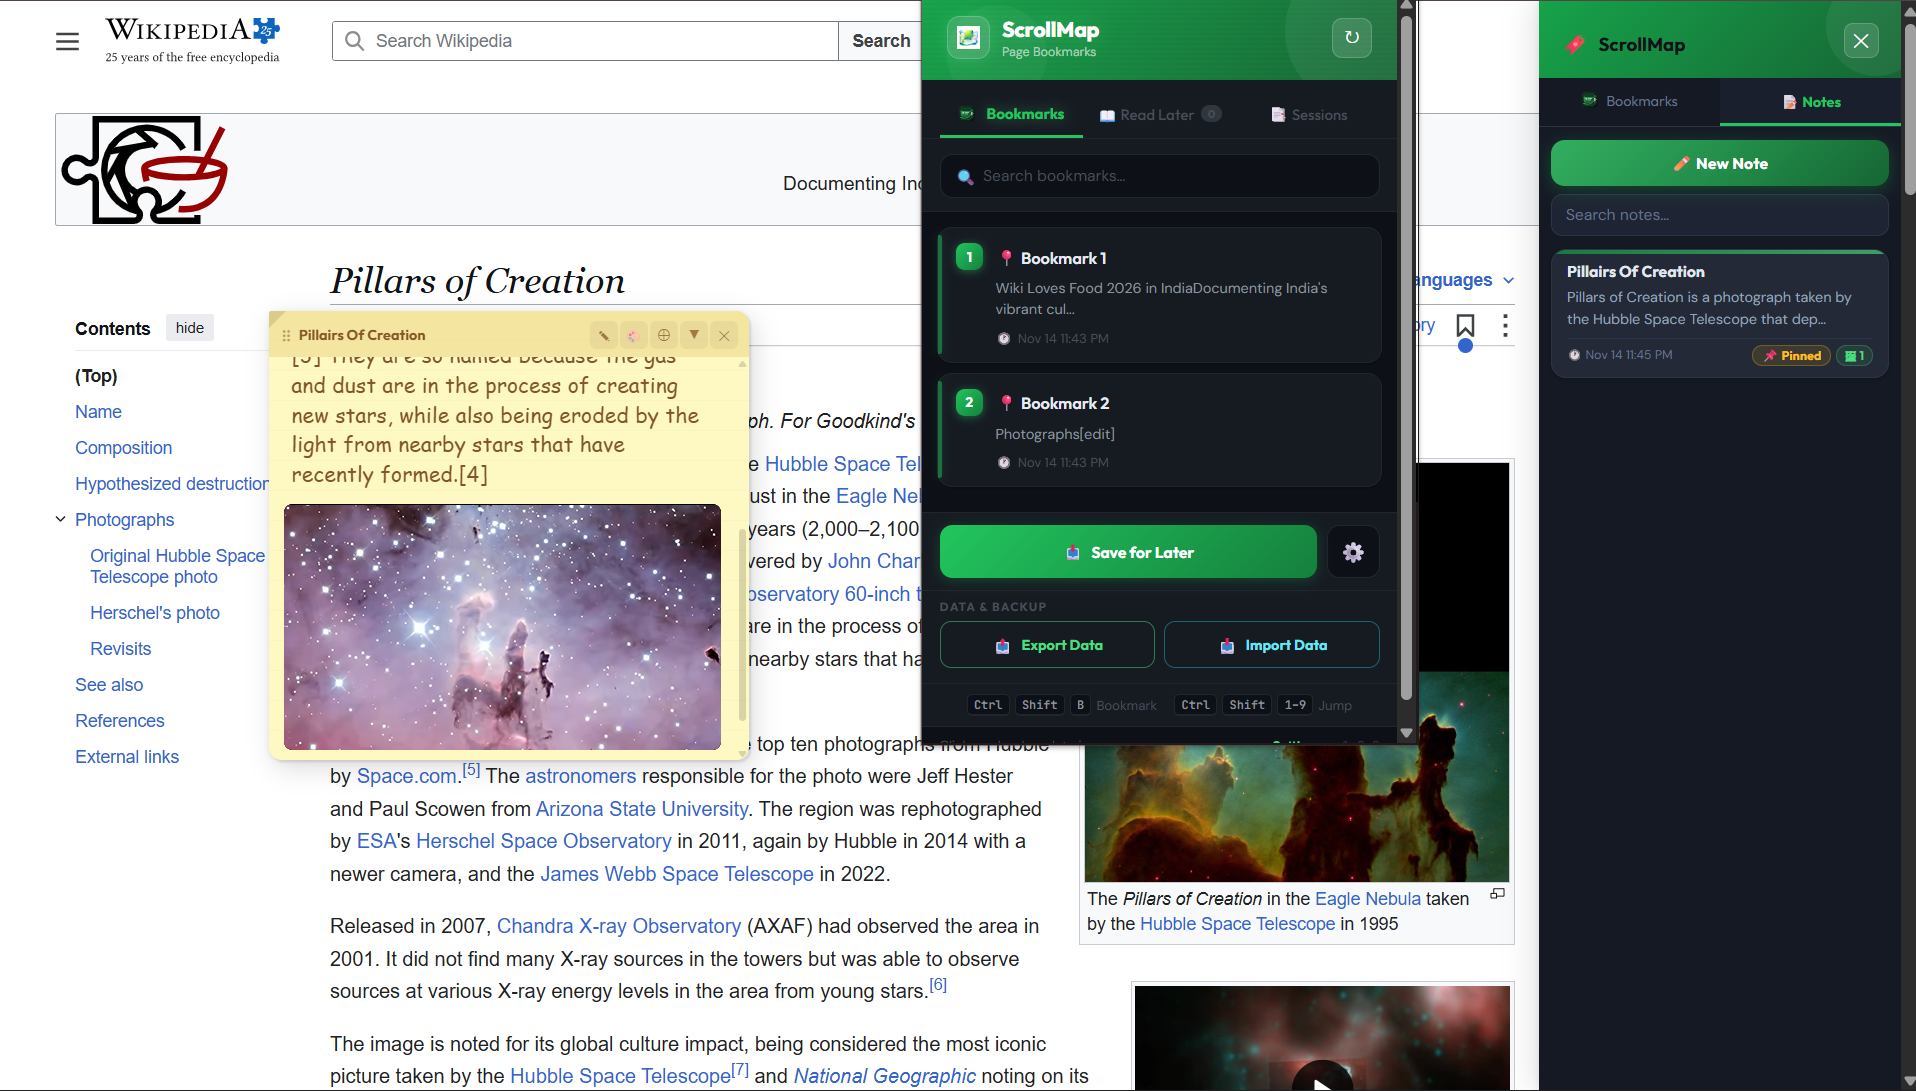 WIKIPEDIA 25
25 years of the free encyclopedia
Search Wikipedia
Search
Documenting Inc
Pillars of Creation
Contents
hide
(Top)
Name
Composition
Hypothesized destruction
Photographs
Original Hubble Space
Telescope photo
Herschel's photo
Revisits
See also
References
External links
anguages
ory
Pillairs Of Creation
[3] They are so named because the gas
and dust are in the process of creating
new stars, while also being eroded by the
light from nearby stars that have
recently formed.[4]
ph. For Goodkind's
e Hubble Space Tel
ust in the Eagle Neb
years (2,000–2,100
vered by John Char
bservatory 60-inch t
are in the process of
nearby stars that ha
e top ten photographs from Hubble
by Space.com.[5] The astronomers responsible for the photo were Jeff Hester
and Paul Scowen from Arizona State University. The region was rephotographed
by ESA's Herschel Space Observatory in 2011, again by Hubble in 2014 with a
newer camera, and the James Webb Space Telescope in 2022.
Released in 2007, Chandra X-ray Observatory (AXAF) had observed the area in
2001. It did not find many X-ray sources in the towers but was able to observe
sources at various X-ray energy levels in the area from young stars.[6]
The image is noted for its global culture impact, being considered the most iconic
picture taken by the Hubble Space Telescope[7] and National Geographic noting on its
The Pillars of Creation in the Eagle Nebula taken
by the Hubble Space Telescope in 1995
ScrollMap
Page Bookmarks
Bookmarks
Read Later 0
Sessions
Search bookmarks...
1
Bookmark 1
Wiki Loves Food 2026 in IndiaDocumenting India's
vibrant cul...
Nov 14 11:43 PM
2
Bookmark 2
Photographs[edit]
Nov 14 11:43 PM
Save for Later
DATA & BACKUP
Export Data
Import Data
Ctrl Shift B Bookmark Ctrl Shift 1-9 Jump
ScrollMap
Bookmarks
Notes
New Note
Search notes...
Pillairs Of Creation
Pillars of Creation is a photograph taken by
the Hubble Space Telescope that dep...
Nov 14 11:45 PM
Pinned
1